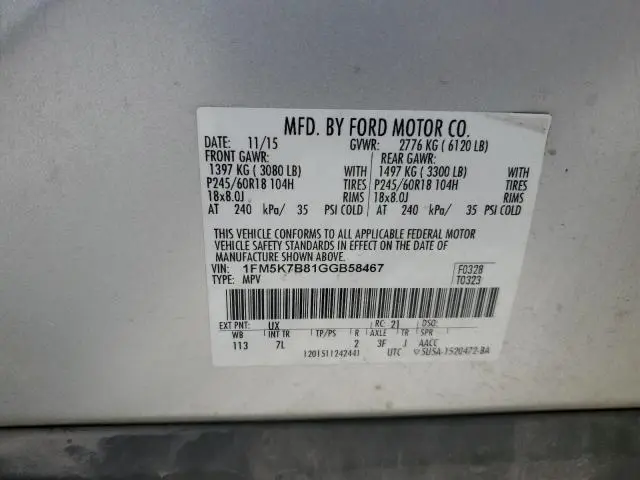 MFD. BY FORD MOTOR CO.
DATE: 11/15 GVWR: 2776 KG ( 6120 LB)
FRONT GAWR: REAR GAWR:
1397 KG ( 3080 LB) WITH 1497 KG ( 3300 LB) WITH
P245/60R18 104H TIRES P245/60R18 104H TIRES
18x8.0J RIMS 18x8.0J RIMS
AT 240 kPa/ 35 PSI COLD AT 240 kPa/ 35 PSI COLD
THIS VEHICLE CONFORMS TO ALL APPLICABLE FEDERAL MOTOR
VEHICLE SAFETY STANDARDS IN EFFECT ON THE DATE OF
MANUFACTURE SHOWN ABOVE.
VIN: 1FM5K7B81GGB58467 F0328
TYPE: MPV T0323
EXT PNT: UX RC: 21 DSO:
WB INT TR TP/PS R AXLE TR SPR
113 7L 2 3F J AACC
1201511242441 UTC 5USA-1520472-BA